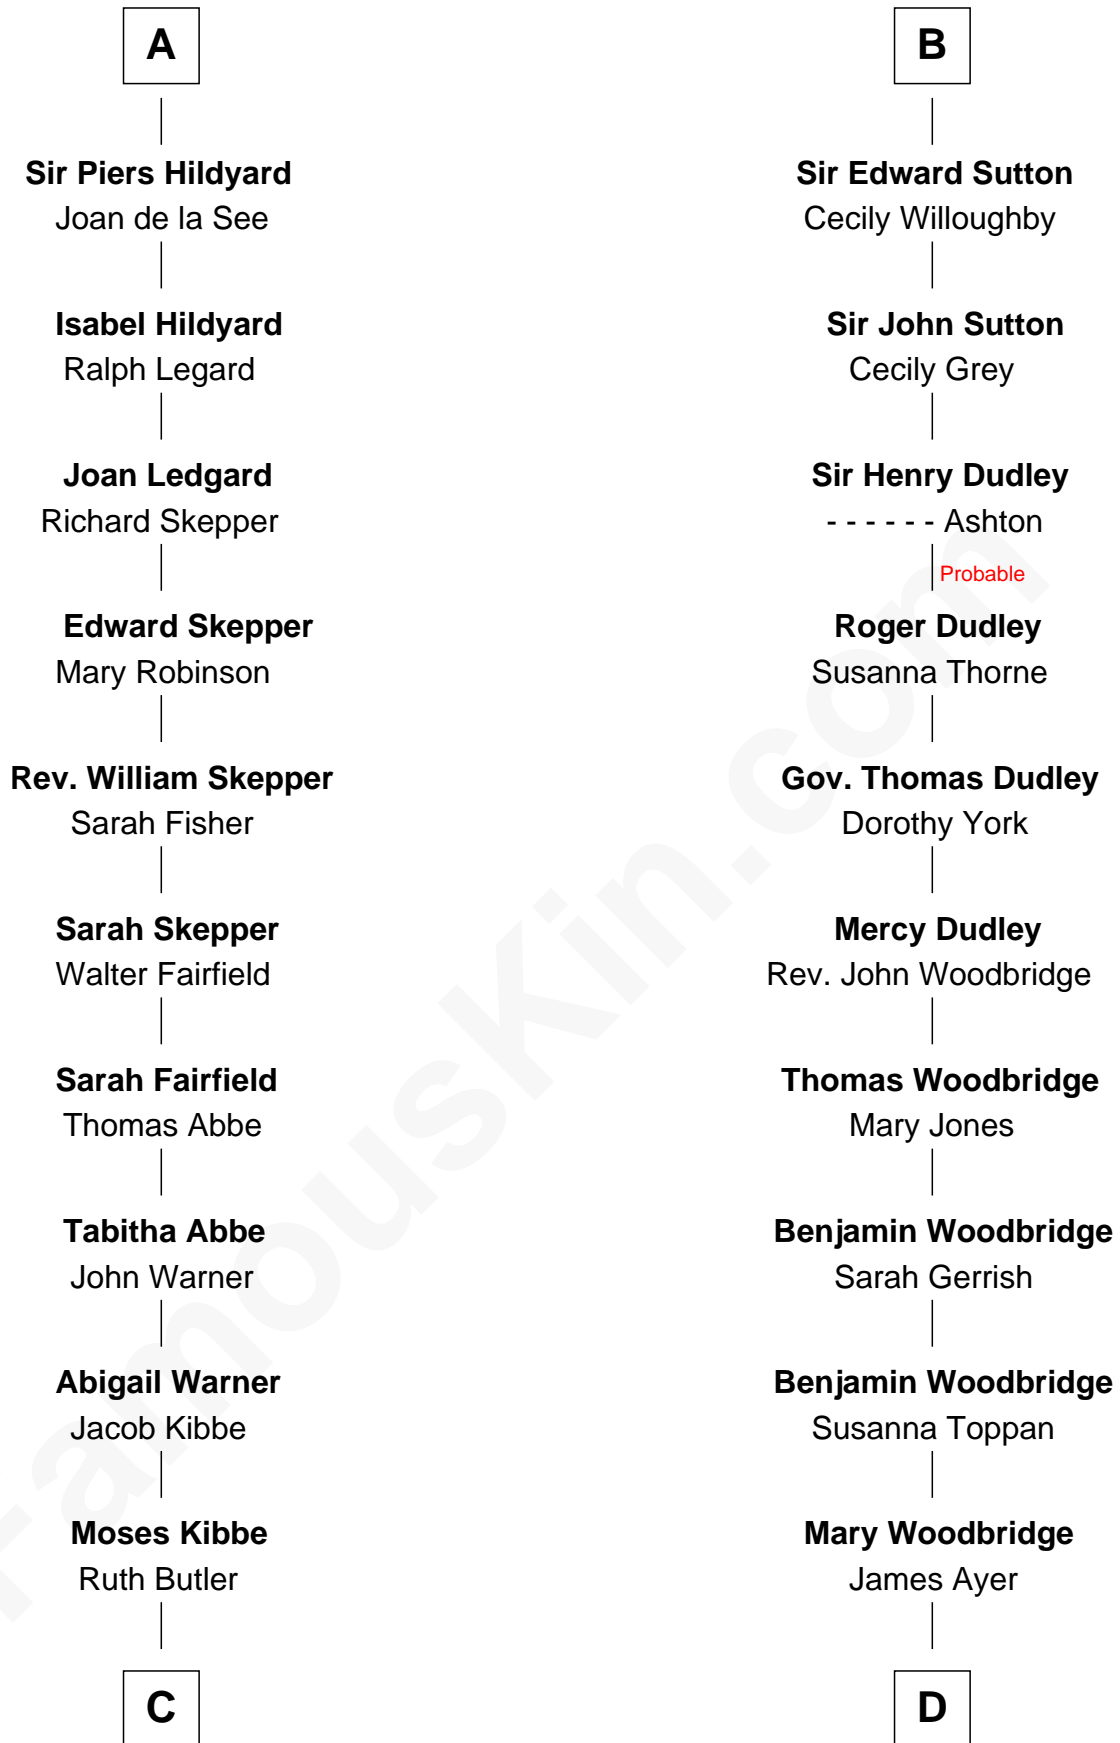 A
Sir Piers Hildyard
Joan de la See
Isabel Hildyard
Ralph Legard
Joan Ledgard
Richard Skepper
Edward Skepper
Mary Robinson
Rev. William Skepper
Sarah Fisher
Sarah Skepper
Walter Fairfield
Sarah Fairfield
Thomas Abbe
Tabitha Abbe
John Warner
Abigail Warner
Jacob Kibbe
Moses Kibbe
Ruth Butler
C
B
Sir Edward Sutton
Cecily Willoughby
Sir John Sutton
Cecily Grey
Sir Henry Dudley
- - - - - - Ashton
Probable
Roger Dudley
Susanna Thorne
Gov. Thomas Dudley
Dorothy York
Mercy Dudley
Rev. John Woodbridge
Thomas Woodbridge
Mary Jones
Benjamin Woodbridge
Sarah Gerrish
Benjamin Woodbridge
Susanna Toppan
Mary Woodbridge
James Ayer
D
FamousKin.com